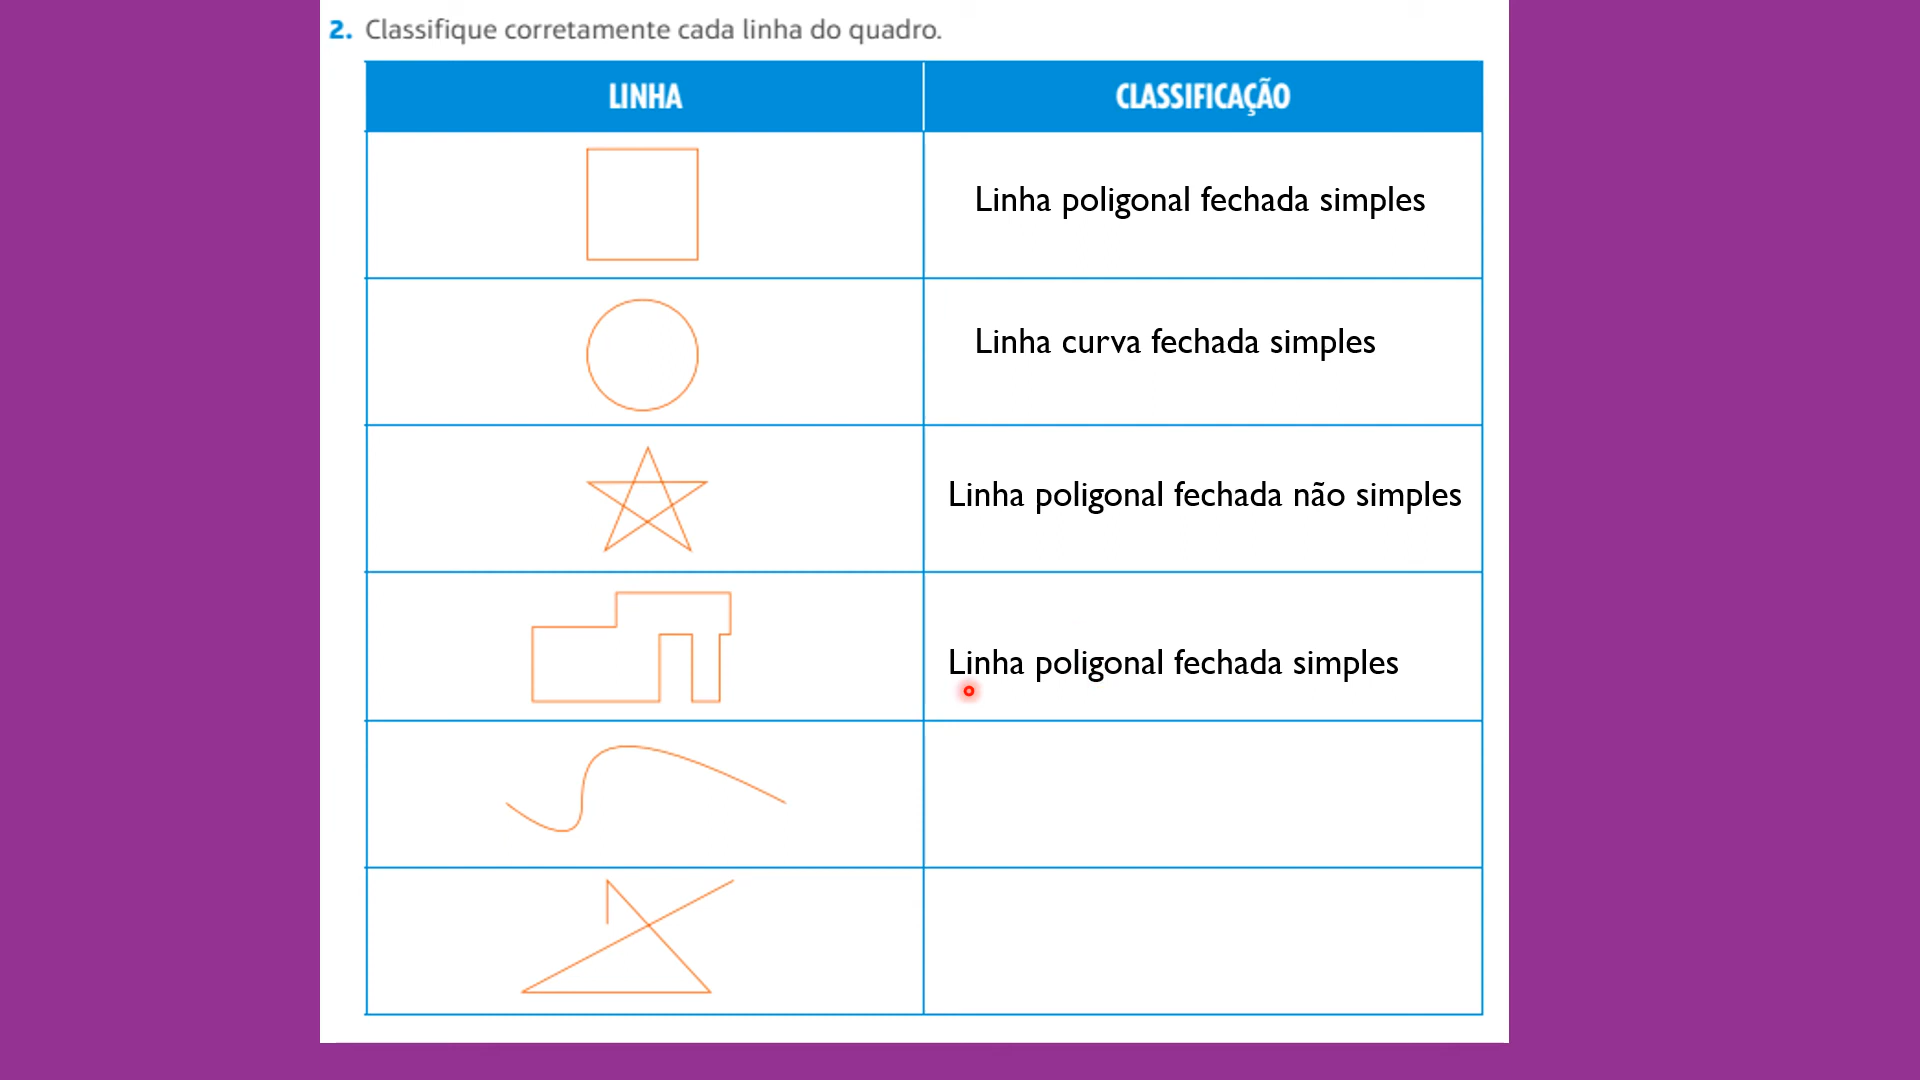 2. Classifique corretamente cada linha do quadro.
LINHA
CLASSIFICAÇÃO
Linha poligonal fechada simples
Linha curva fechada simples
Linha poligonal fechada não simples
Linha poligonal fechada simples